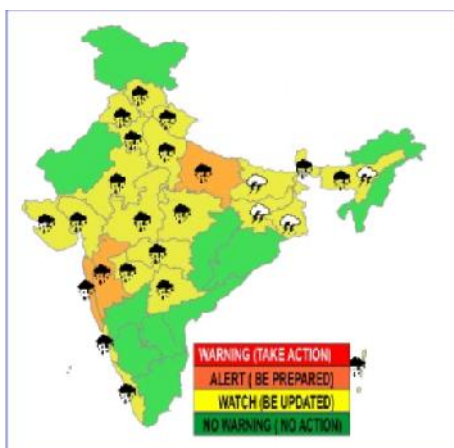 WARNING (TAKE ACTION)
ALERT ( BE PREPARED)
WATCH (BE UPDATED)
NO WARNING ( NO ACTION)